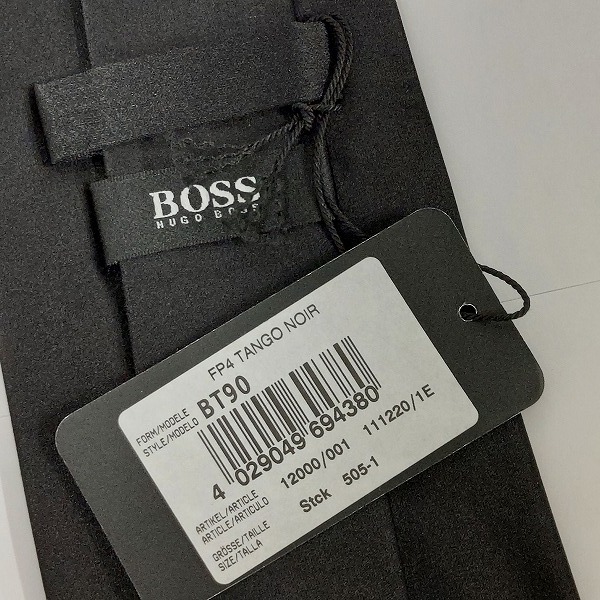 BOSS
HUGO BOSS
FP4 TANGO NOIR
FORM/MODELE
STYLE/MODELO BT90
4 029049 694380
ARTIKEL/ARTICLE
ARTICLE/ARTICULO 12000/001 111220/1E
Stck 505-1
GRÖSSE/TAILLE
SIZE/TALLA